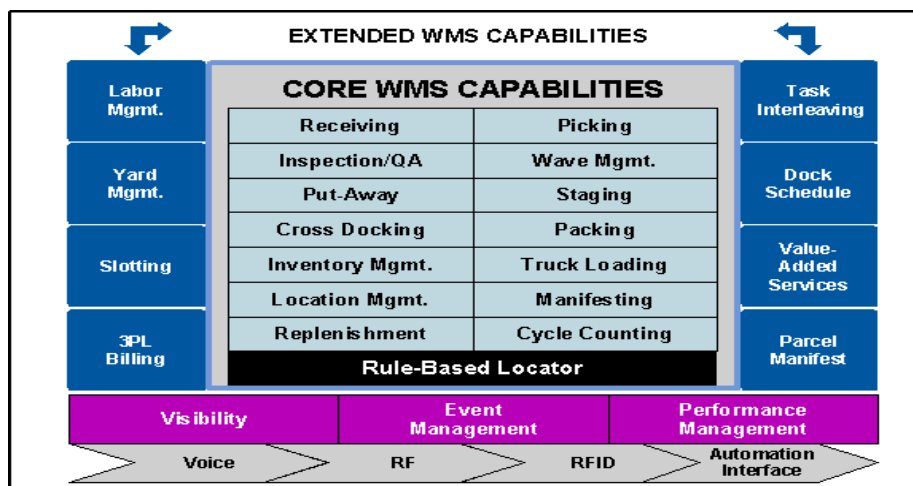 EXTENDED WMS CAPABILITIES
Labor
Mgmt.
Yard
Mgmt.
Slotting
3PL
Billing
CORE WMS CAPABILITIES
Receiving
Picking
Inspection/QA
Wave Mgmt.
Put-Away
Staging
Cross Docking
Packing
Inventory Mgmt.
Truck Loading
Location Mgmt.
Manifesting
Replenishment
Cycle Counting
Rule-Based Locator
Task
Interleaving
Dock
Schedule
Value-
Added
Services
Parcel
Manifest
Visibility
Event
Management
Performance
Management
Voice
RF
RFID
Automation
Interface